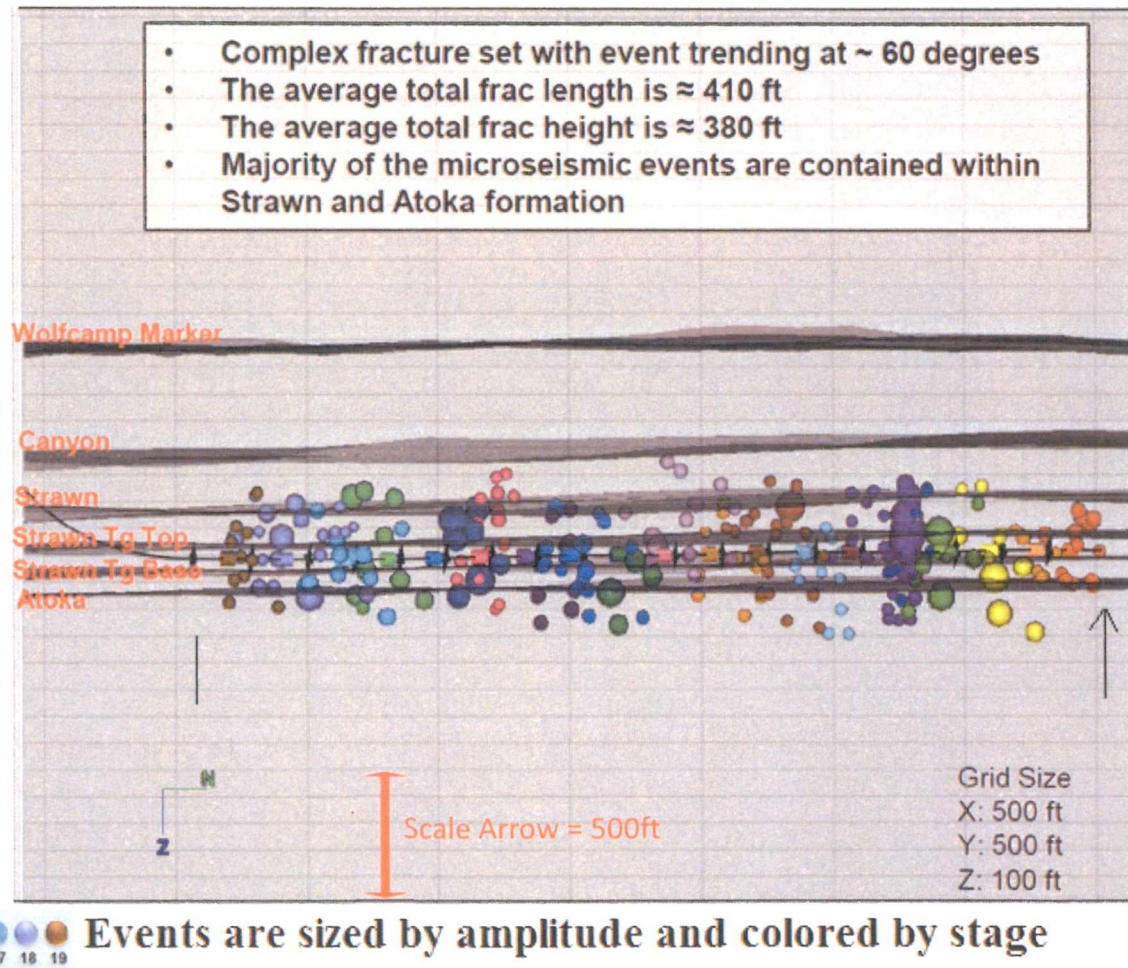 • Complex fracture set with event trending at ~ 60 degrees
• The average total frac length is ≈ 410 ft
• The average total frac height is ≈ 380 ft
• Majority of the microseismic events are contained within
Strawn and Atoka formation
Wolfcamp Marker
Canyon
Strawn
Strawn Tg Top
Strawn Tg Base
Atoka
N
Z
Scale Arrow = 500ft
Grid Size
X: 500 ft
Y: 500 ft
Z: 100 ft
7 18 19
Events are sized by amplitude and colored by stage